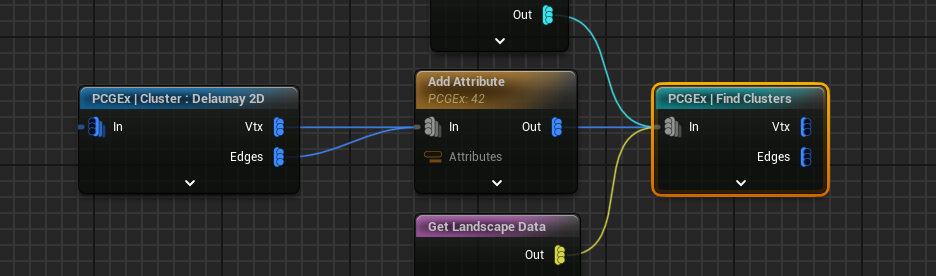 Out
PCGEx | Cluster : Delaunay 2D
In
Vtx
Edges
Add Attribute
PCGEx: 42
In
Out
Attributes
PCGEx | Find Clusters
In
Vtx
Edges
Get Landscape Data
Out